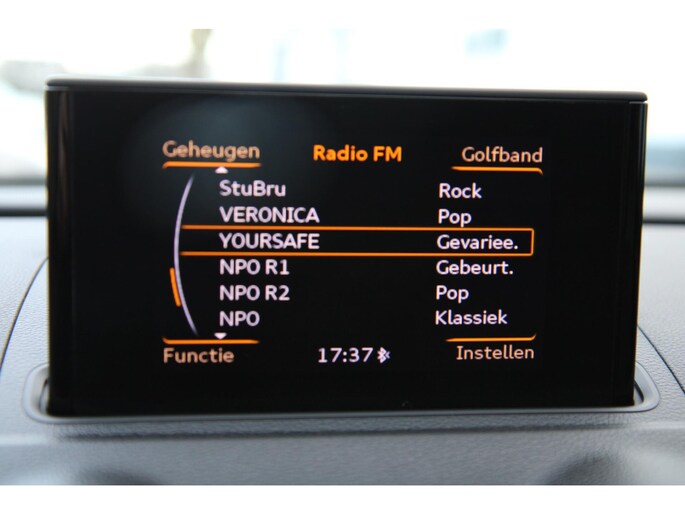 Geheugen Radio FM Golfband
StuBru Rock
VERONICA Pop
YOURSAFE Gevariee.
NPO R1 Gebeurt.
NPO R2 Pop
NPO Klassiek
Functie 17:37 Instellen